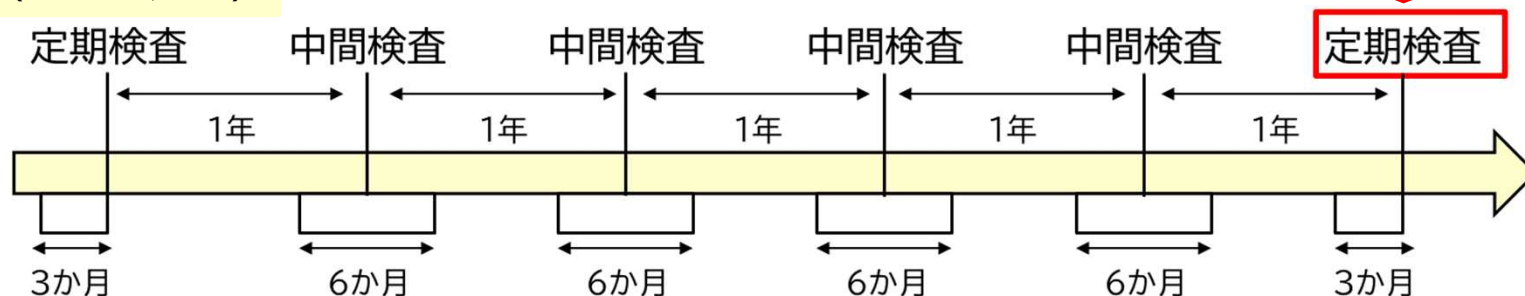 定期検査 中間検査 中間検査 中間検査 中間検査 定期検査
1年 1年 1年 1年 1年
3か月 6か月 6か月 6か月 6か月 3か月